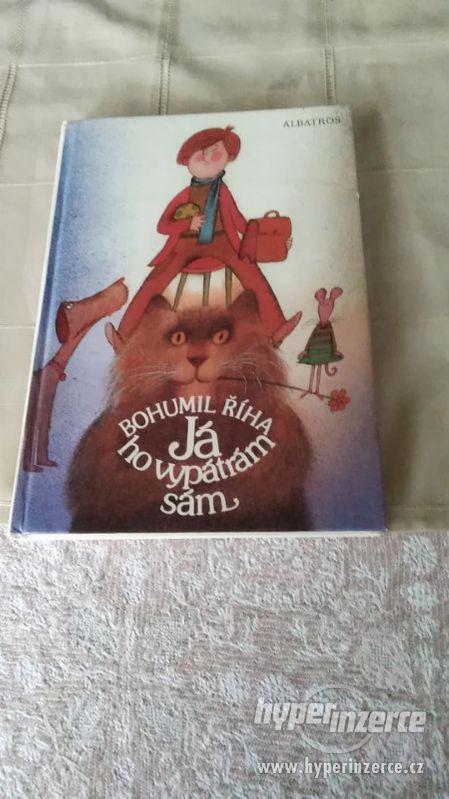 ALBATROS
BOHUMIL ŘÍHA
Já
ho vypátrám
sám
hyperinzerce
www.hyperinzerce.cz